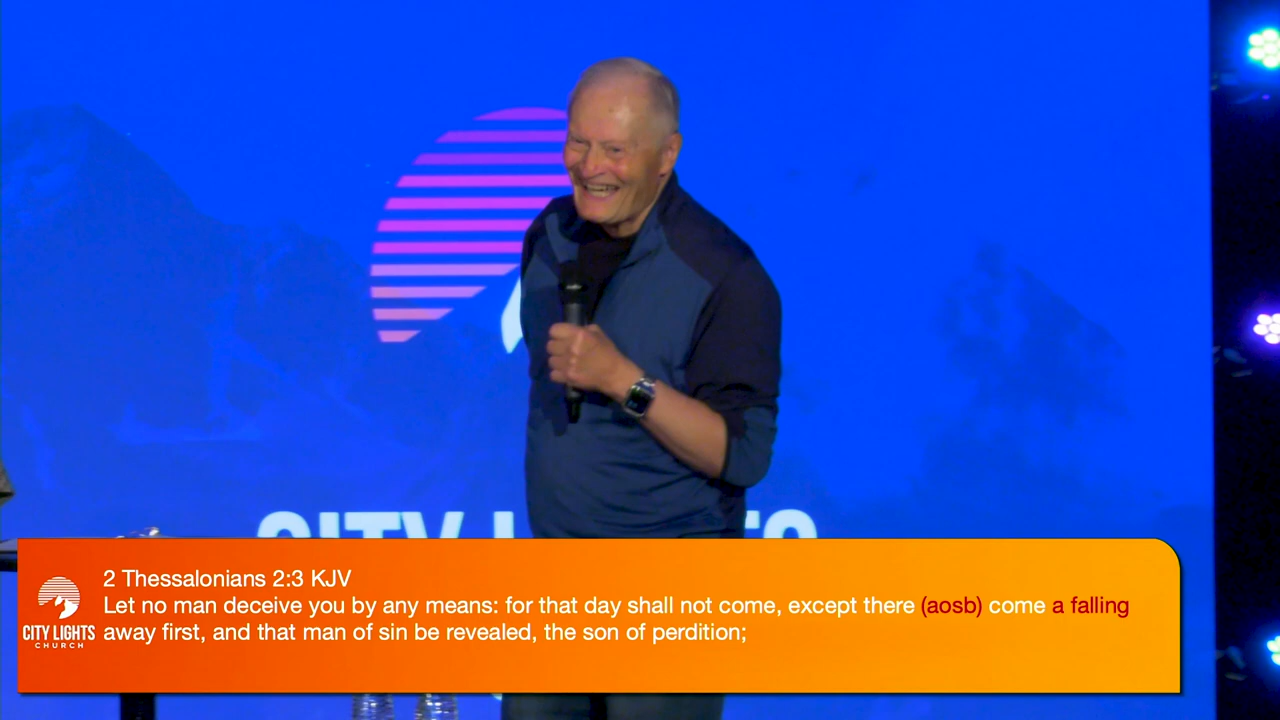 CITY LIGHTS
2 Thessalonians 2:3 KJV
Let no man deceive you by any means: for that day shall not come, except there (aosb) come a falling
away first, and that man of sin be revealed, the son of perdition;
CITY LIGHTS
CHURCH